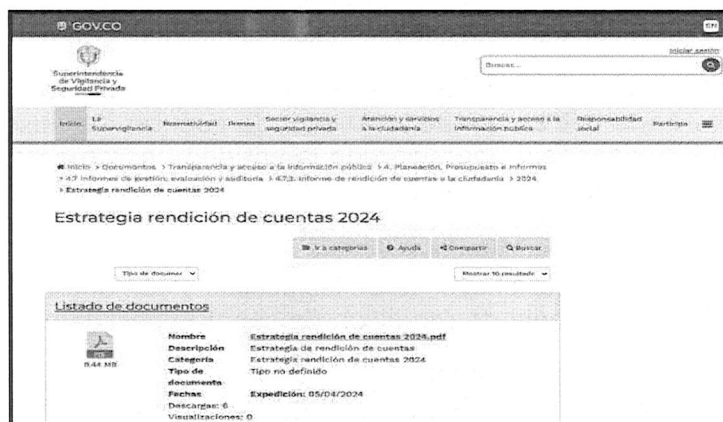 GOV.CO
EN
Iniciar sesión
Buscar...
Superintendencia
de Vigilancia y
Seguridad Privada
Inicio
La Supervigilancia
Normatividad
Prensa
Sector vigilancia y seguridad privada
Atención y servicios a la ciudadanía
Transparencia y acceso a la información pública
Responsabilidad social
Participa
Inicio > Documentos > Transparencia y acceso a la información pública > 4. Planeación, Presupuesto e Informes
> 4.7 Informes de gestión, evaluación y auditoría > 4.7.2. Informe de rendición de cuentas a la ciudadanía > 2024
> Estrategia rendición de cuentas 2024
Estrategia rendición de cuentas 2024
Ir a categorías Ayuda Compartir Buscar
Tipo de documer Mostrar 10 resultado
Listado de documentos
PDF
0.44 MB
Nombre Estrategia rendición de cuentas 2024.pdf
Descripción Estrategia de rendición de cuentas
Categoría Estrategia rendición de cuentas 2024
Tipo de documento Tipo no definido
Fechas Expedición: 05/04/2024
Descargas: 6
Visualizaciones: 0